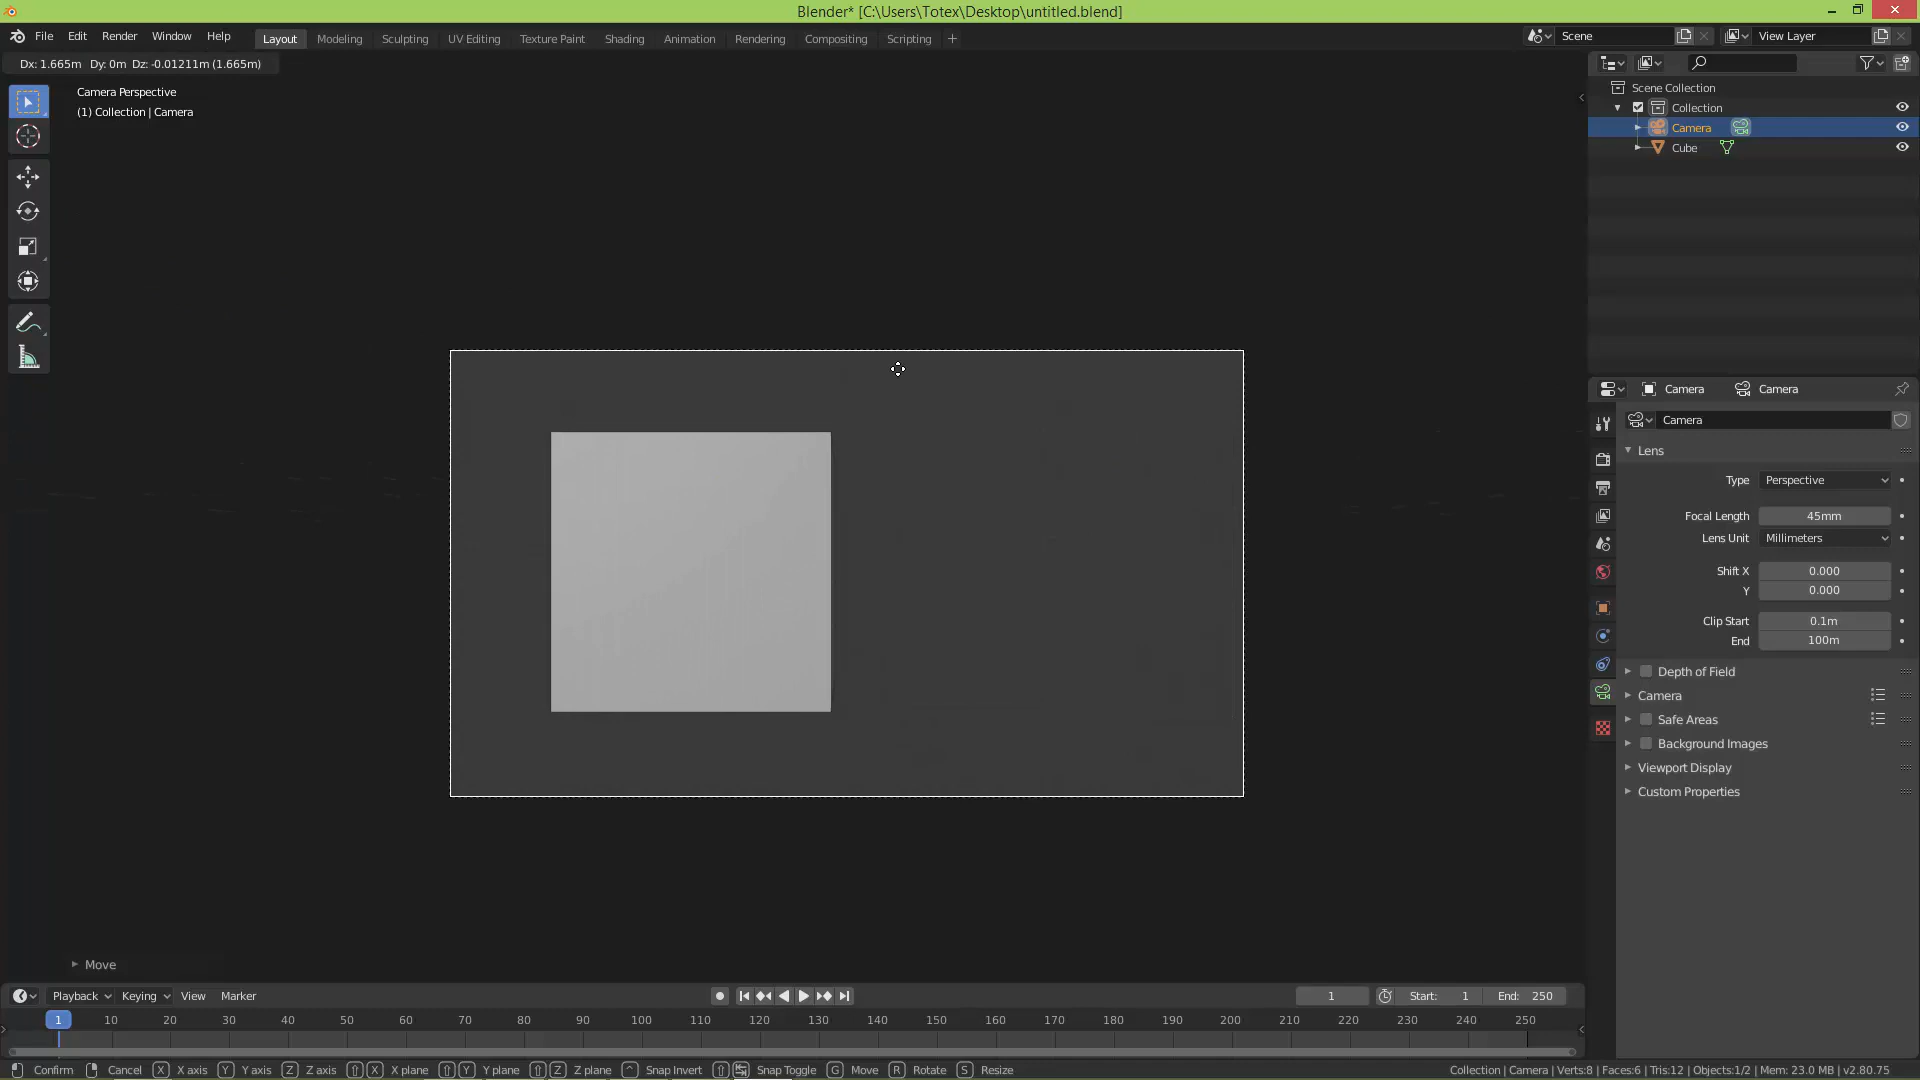 Blender* [C:\Users\Totex\Desktop\untitled.blend]
File Edit Render Window Help Layout Modeling Sculpting UV Editing Texture Paint Shading Animation Rendering Compositing Scripting + Scene View Layer
Dx: 1.665m Dy: 0m Dz: -0.01211m (1.665m)
Camera Perspective
(1) Collection | Camera
Scene Collection
Collection
Camera
Cube
Camera Camera
Camera
Lens
Type Perspective
Focal Length 45mm
Lens Unit Millimeters
Shift X 0.000
Y 0.000
Clip Start 0.1m
End 100m
Depth of Field
Camera
Safe Areas
Background Images
Viewport Display
Custom Properties
Move
Playback Keying View Marker 1 Start: 1 End: 250
1 10 20 30 40 50 60 70 80 90 100 110 120 130 140 150 160 170 180 190 200 210 220 230 240 250
Confirm Cancel X X axis Y Y axis Z Z axis X X plane Y Y plane Z Z plane Snap Invert Snap Toggle G Move R Rotate S Resize Collection | Camera | Verts:8 | Faces:6 | Tris:12 | Objects:1/2 | Mem: 23.0 MB | v2.80.75